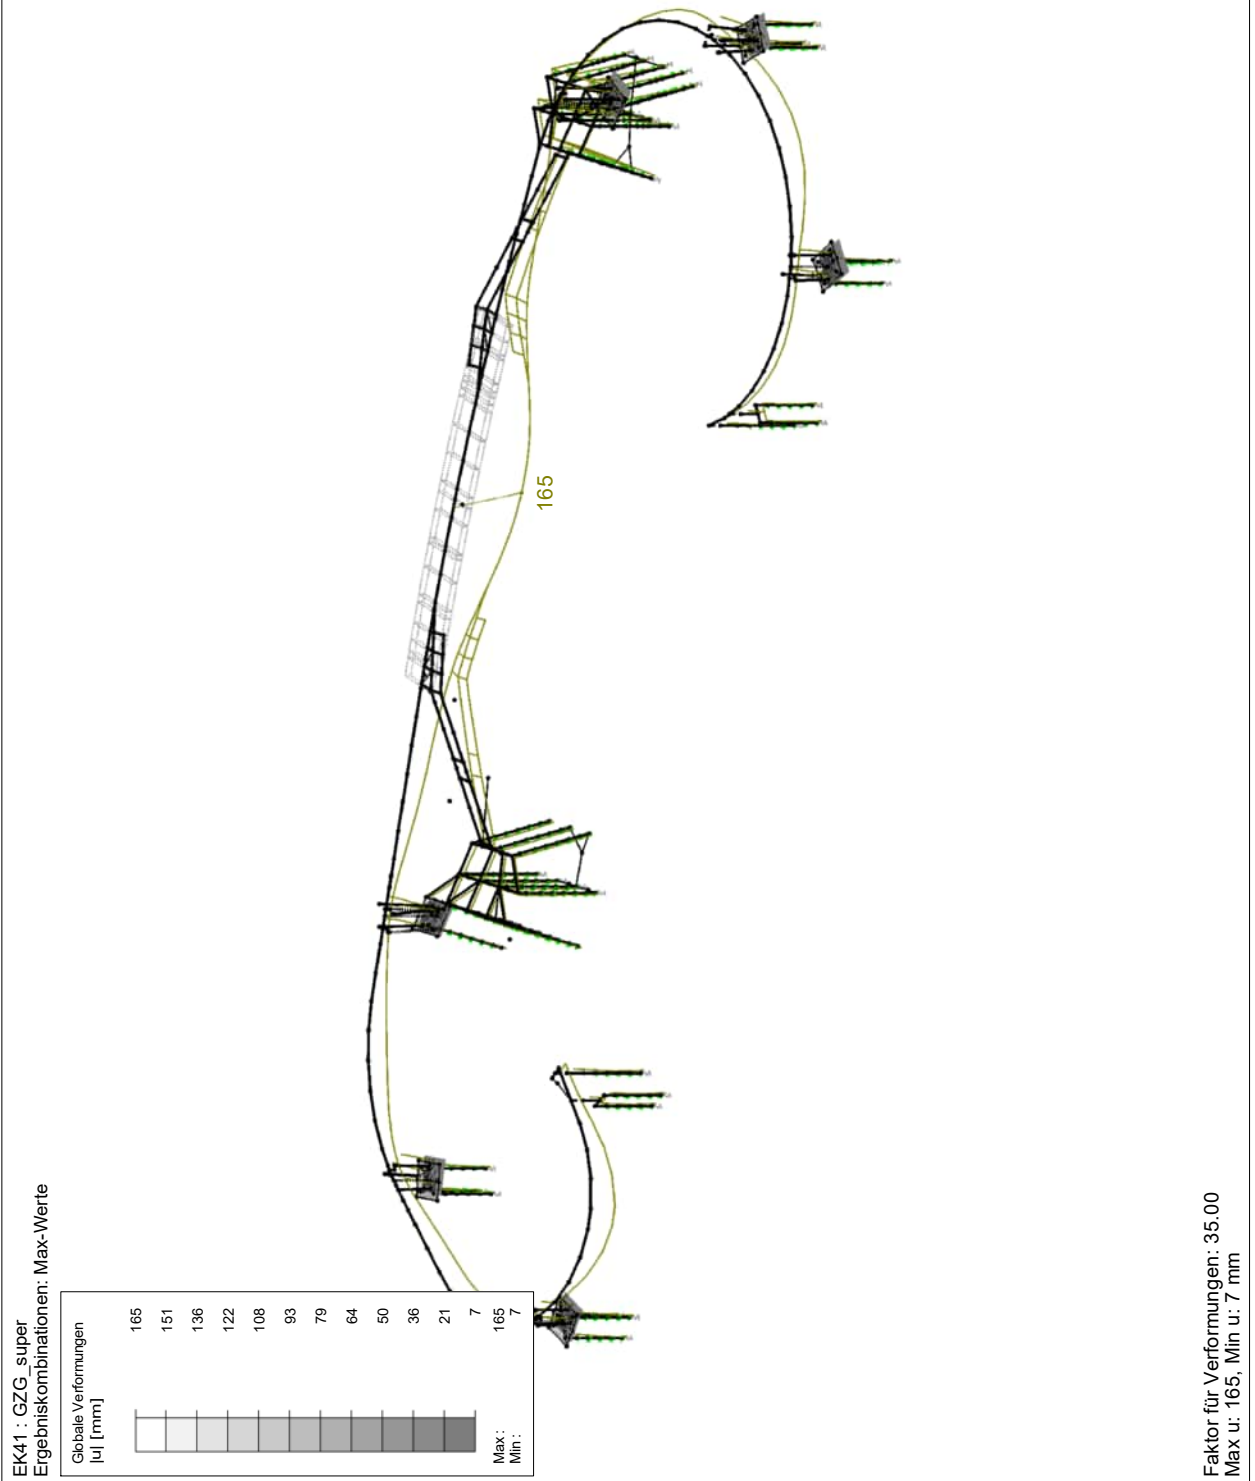 EK41 : GZG_super
Ergebniskombinationen: Max-Werte
Globale Verformungen
|u| [mm]
165
151
136
122
108
93
79
64
50
36
21
7
Max : 165
Min : 7
165
Faktor für Verformungen: 35.00
Max u: 165, Min u: 7 mm